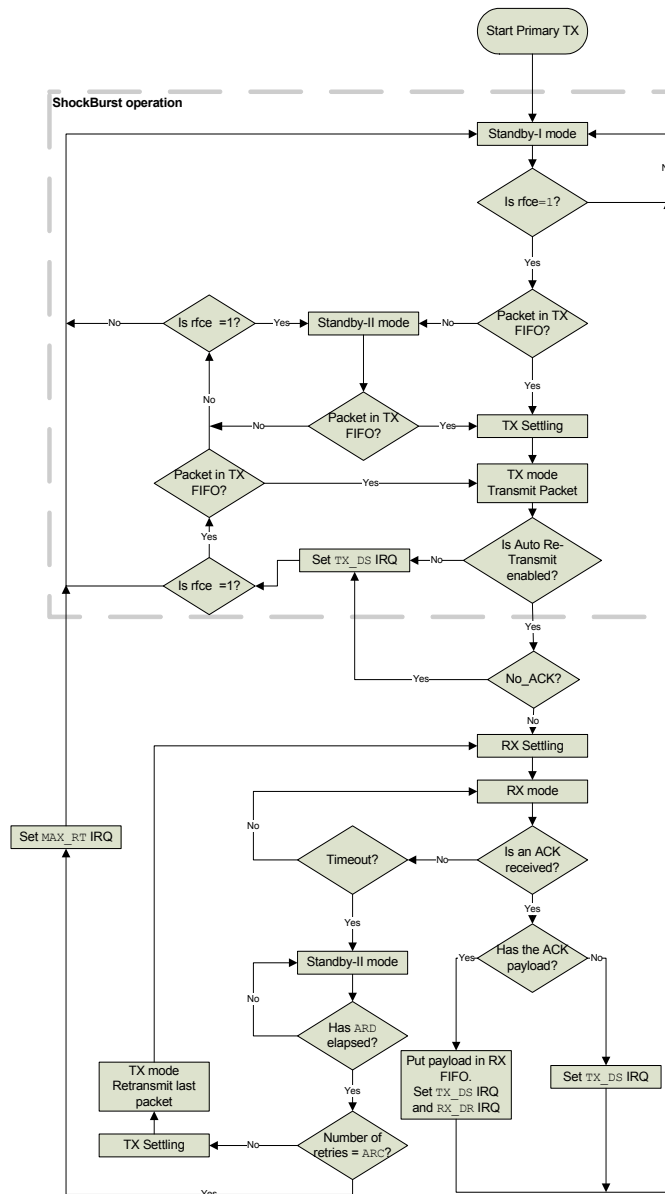 Start Primary TX
ShockBurst operation
Standby-I mode
N
Is rfce=1?
Yes
Is rfce =1?
No
Yes
Standby-II mode
No
Packet in TX
FIFO?
No
Yes
Packet in TX
FIFO?
No
Yes
TX Settling
Packet in TX
FIFO?
Yes
TX mode
Transmit Packet
Yes
Is Auto Re-
Transmit
enabled?
No
Set TX_DS IRQ
Is rfce =1?
Yes
No_ACK?
Yes
No
RX Settling
RX mode
Set MAX_RT IRQ
No
Timeout?
No
Is an ACK
received?
Yes
Yes
Has the ACK
payload?
Yes
No
Standby-II mode
No
Has ARD
elapsed?
Put payload in RX
FIFO.
Set TX_DS IRQ
and RX_DR IRQ
Set TX_DS IRQ
TX mode
Retransmit last
packet
Yes
TX Settling
No
Number of
retries = ARC?
Yes